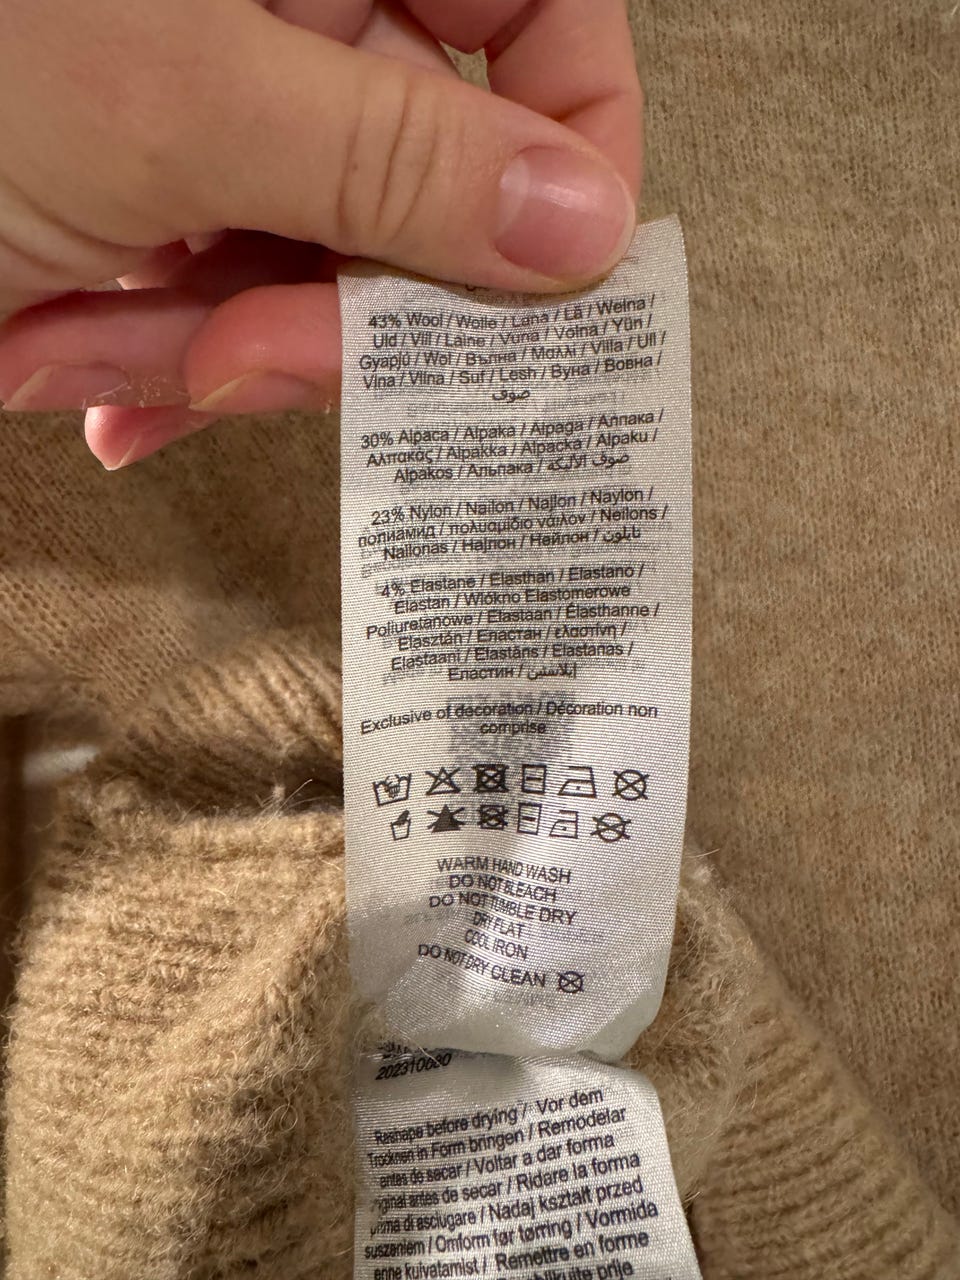 43% Wool / Wolle / Lana / Lã / Wełna /
Uld / Vill / Laine / Vuna / Volna / Yün /
Gyapjú / Wol / Вълна / Μαλλί / Villa / Ull /
Vina / Vilna / Suf / Lesh / Вуна / Вовна /
صوف
30% Alpaca / Alpaka / Alpaga / Алпака /
Αλπακάς / Alpakka / Alpacka / Alpaku /
Alpakos / Альпака / صوف الألبكة
23% Nylon / Nailon / Najlon / Naylon /
полиамид / πολυαμίδιο νάιλον / Neilons /
Nailonas / Најлон / Нейлон / نايلون
4% Elastane / Elasthan / Elastano /
Elastan / Włókno Elastomerowe
Poliuretanowe / Elastaan / Élasthanne /
Elasztán / Еластан / ελαστίνη /
Elastaani / Elastāns / Elastanas /
Еластин / إيلاستين
Exclusive of decoration / Décoration non
comprise
WARM HAND WASH
DO NOT BLEACH
DO NOT TUMBLE DRY
DRY FLAT
COOL IRON
DO NOT DRY CLEAN
Reshape before drying / Vor dem
Trocknen in Form bringen / Remodelar
antes de secar / Voltar a dar forma
antes de secar / Ridare la forma
di asciugare / Nadaj kształt przed
suszeniem / Omform før tørring / Vormida
enne kuivatamist / Remettre en forme
prije